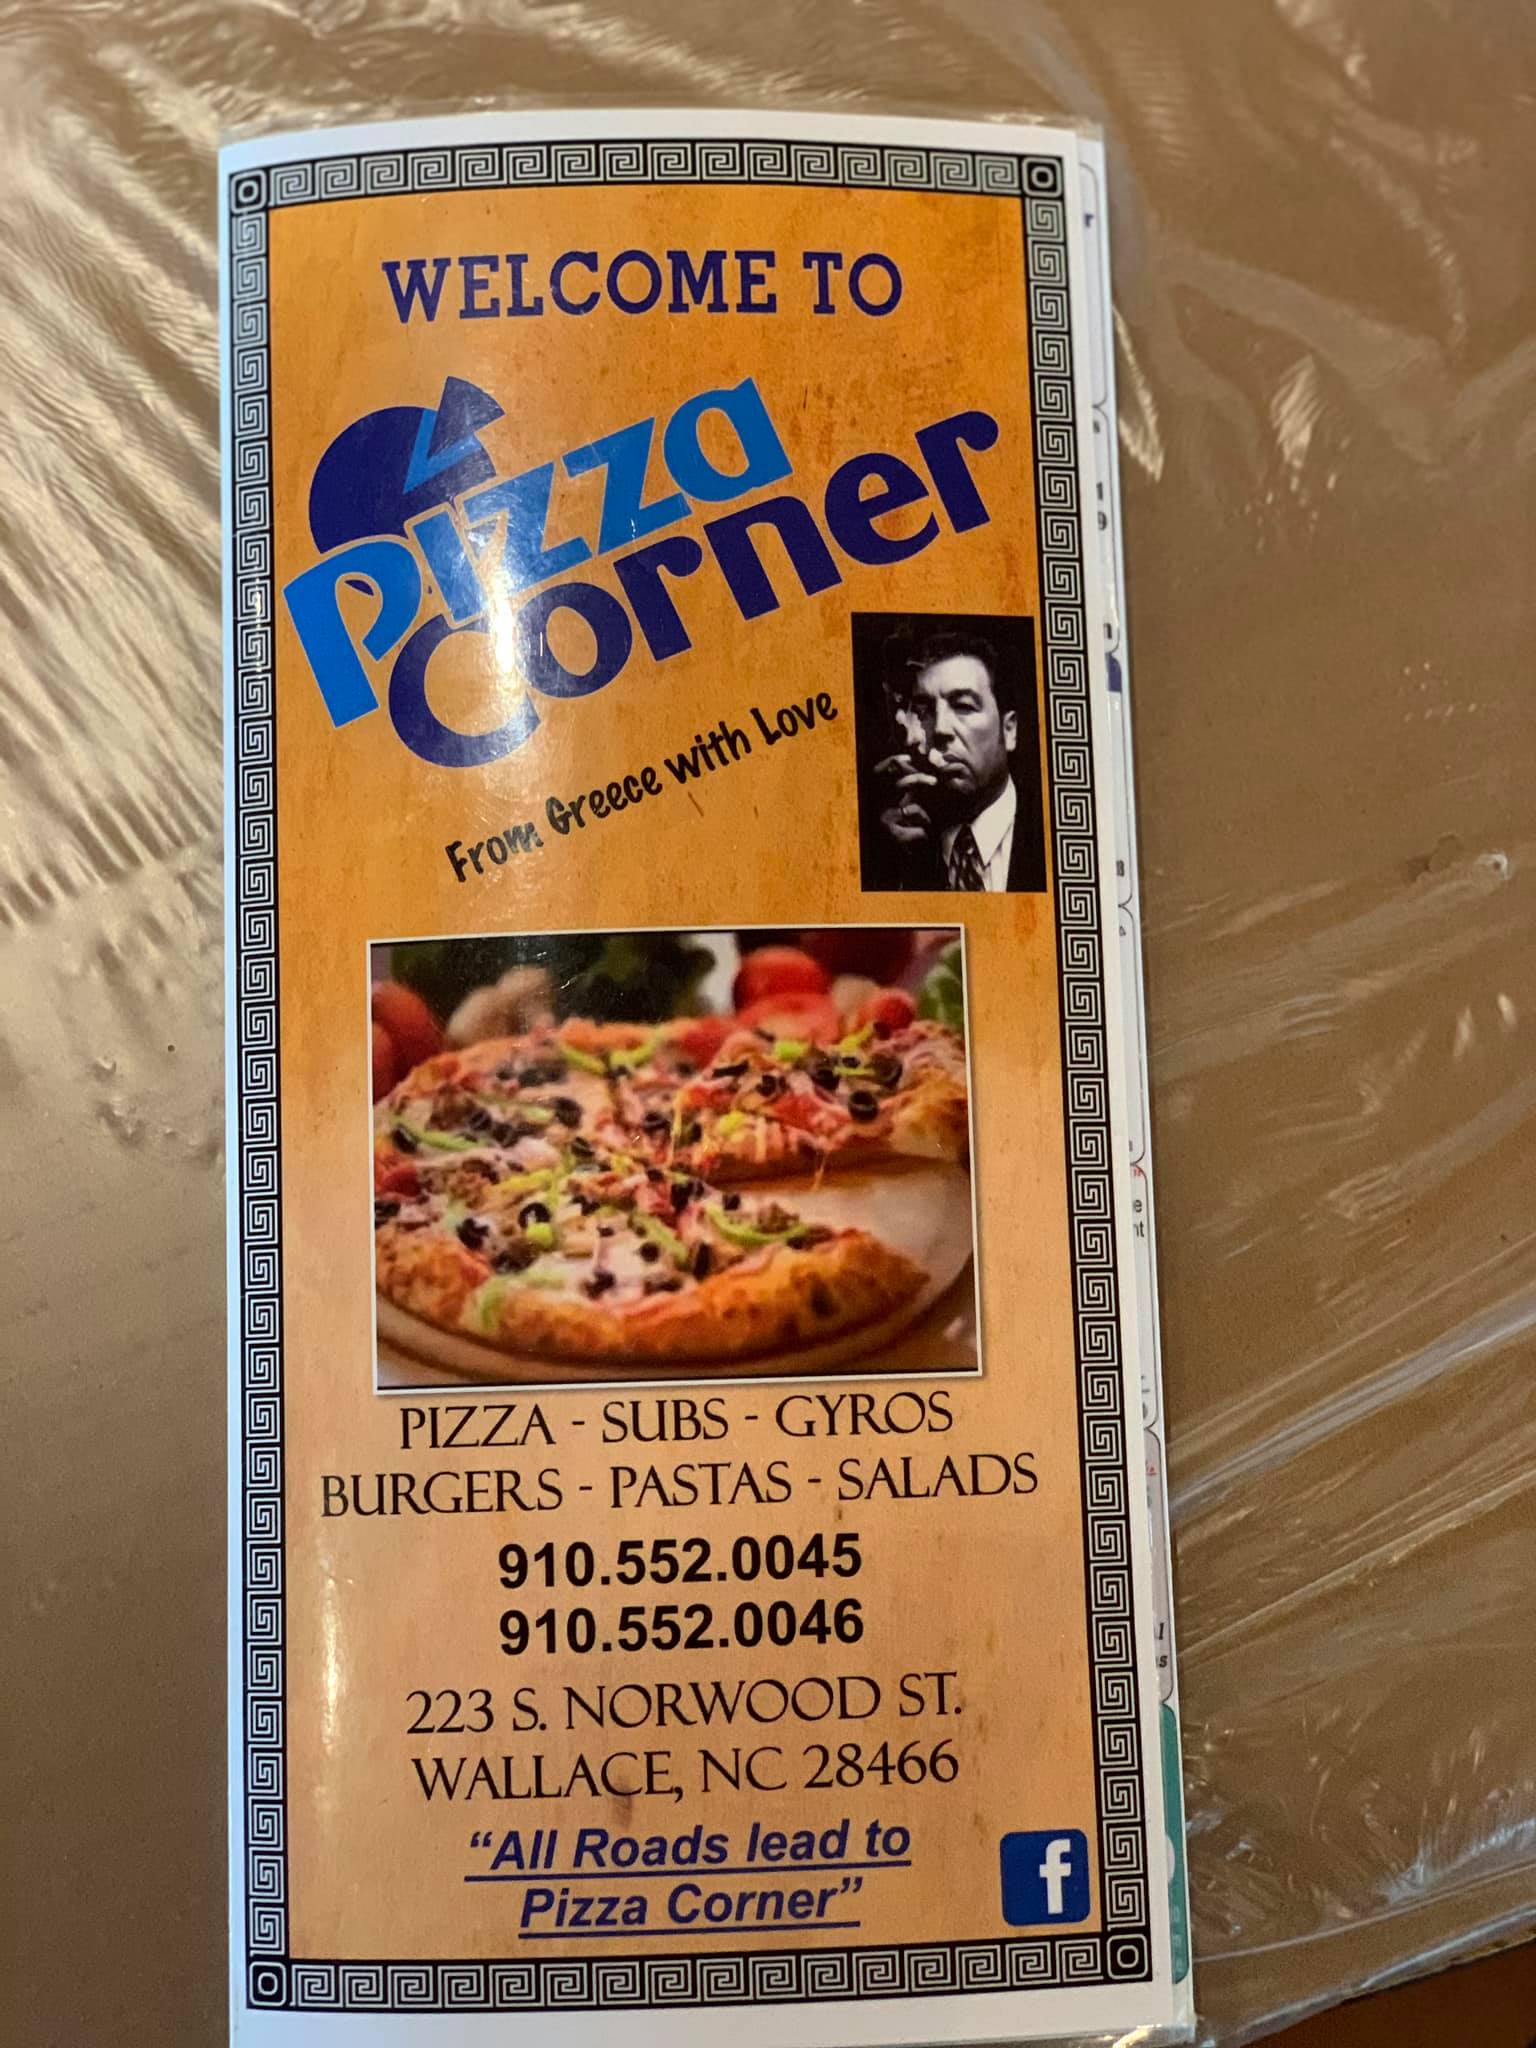 WELCOME TO
Pizza
Corner
From Greece with Love
PIZZA - SUBS - GYROS
BURGERS - PASTAS - SALADS
910.552.0045
910.552.0046
223 S. NORWOOD ST.
WALLACE, NC 28466
“All Roads lead to
Pizza Corner”
f